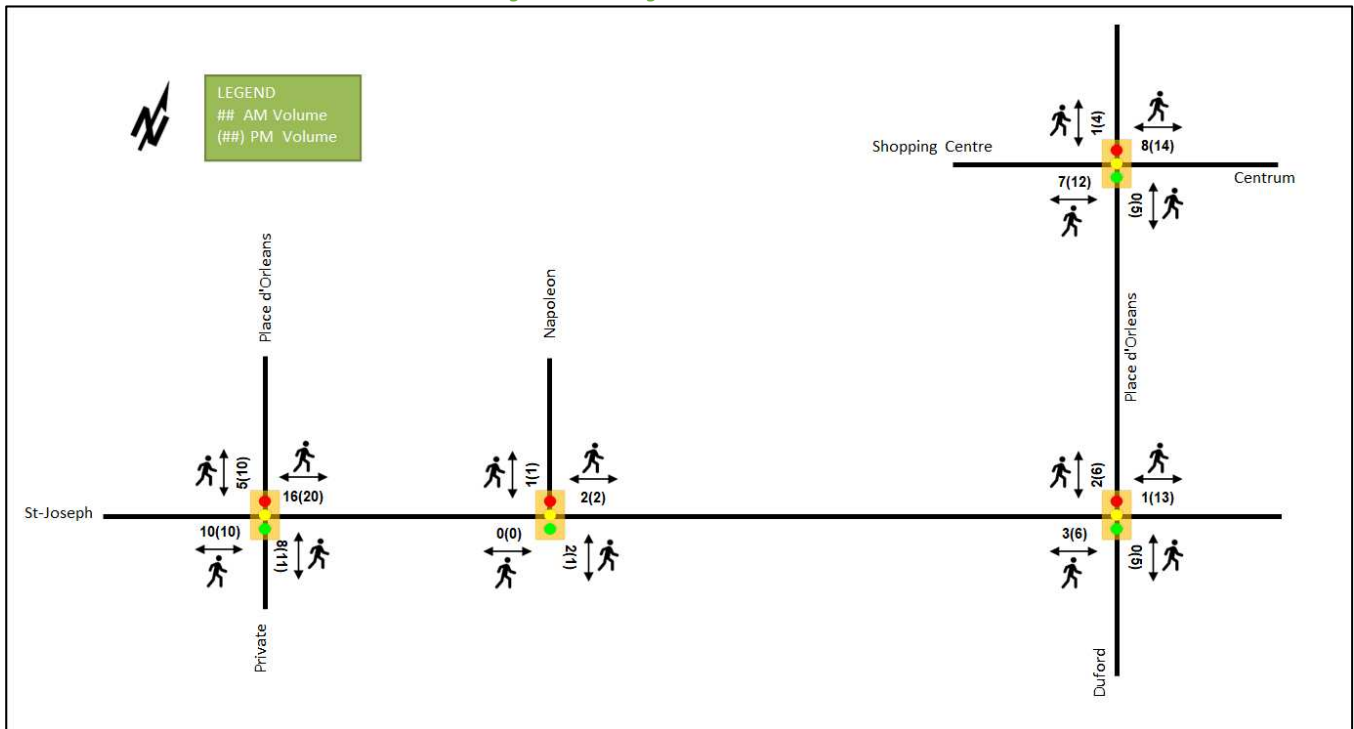 LEGEND
## AM Volume
(##) PM Volume
1(4)
8(14)
Shopping Centre
Centrum
7(12)
0(5)
Place d'Orleans
Napoleon
Place d'Orleans
5(10)
16(20)
1(1)
2(2)
2(6)
1(13)
St-Joseph
10(10)
8(11)
0(0)
2(1)
3(6)
0(5)
Private
Duford